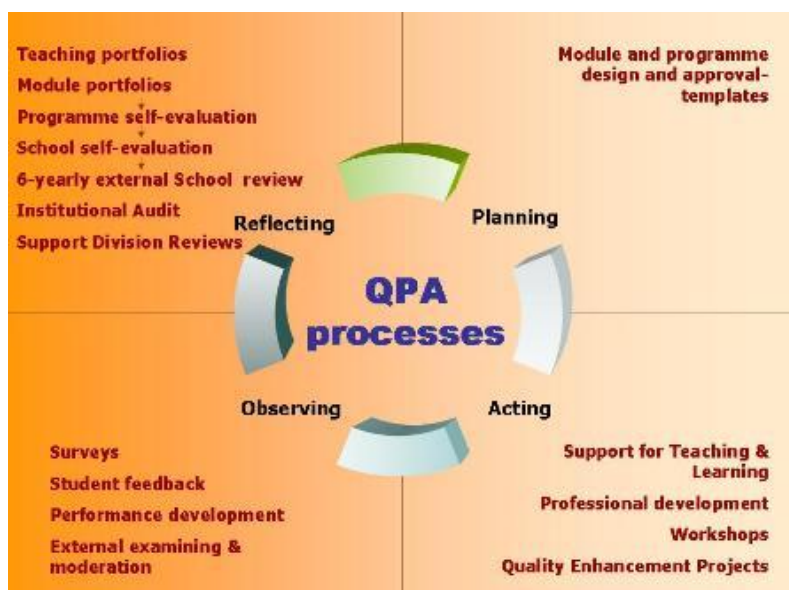 Teaching portfolios
Module portfolios
Programme self-evaluation
School self-evaluation
6-yearly external School review
Institutional Audit
Support Division Reviews
Reflecting
Module and programme
design and approval-
templates
Planning
QPA
processes
Observing
Acting
Surveys
Student feedback
Performance development
External examining &
moderation
Support for Teaching &
Learning
Professional development
Workshops
Quality Enhancement Projects